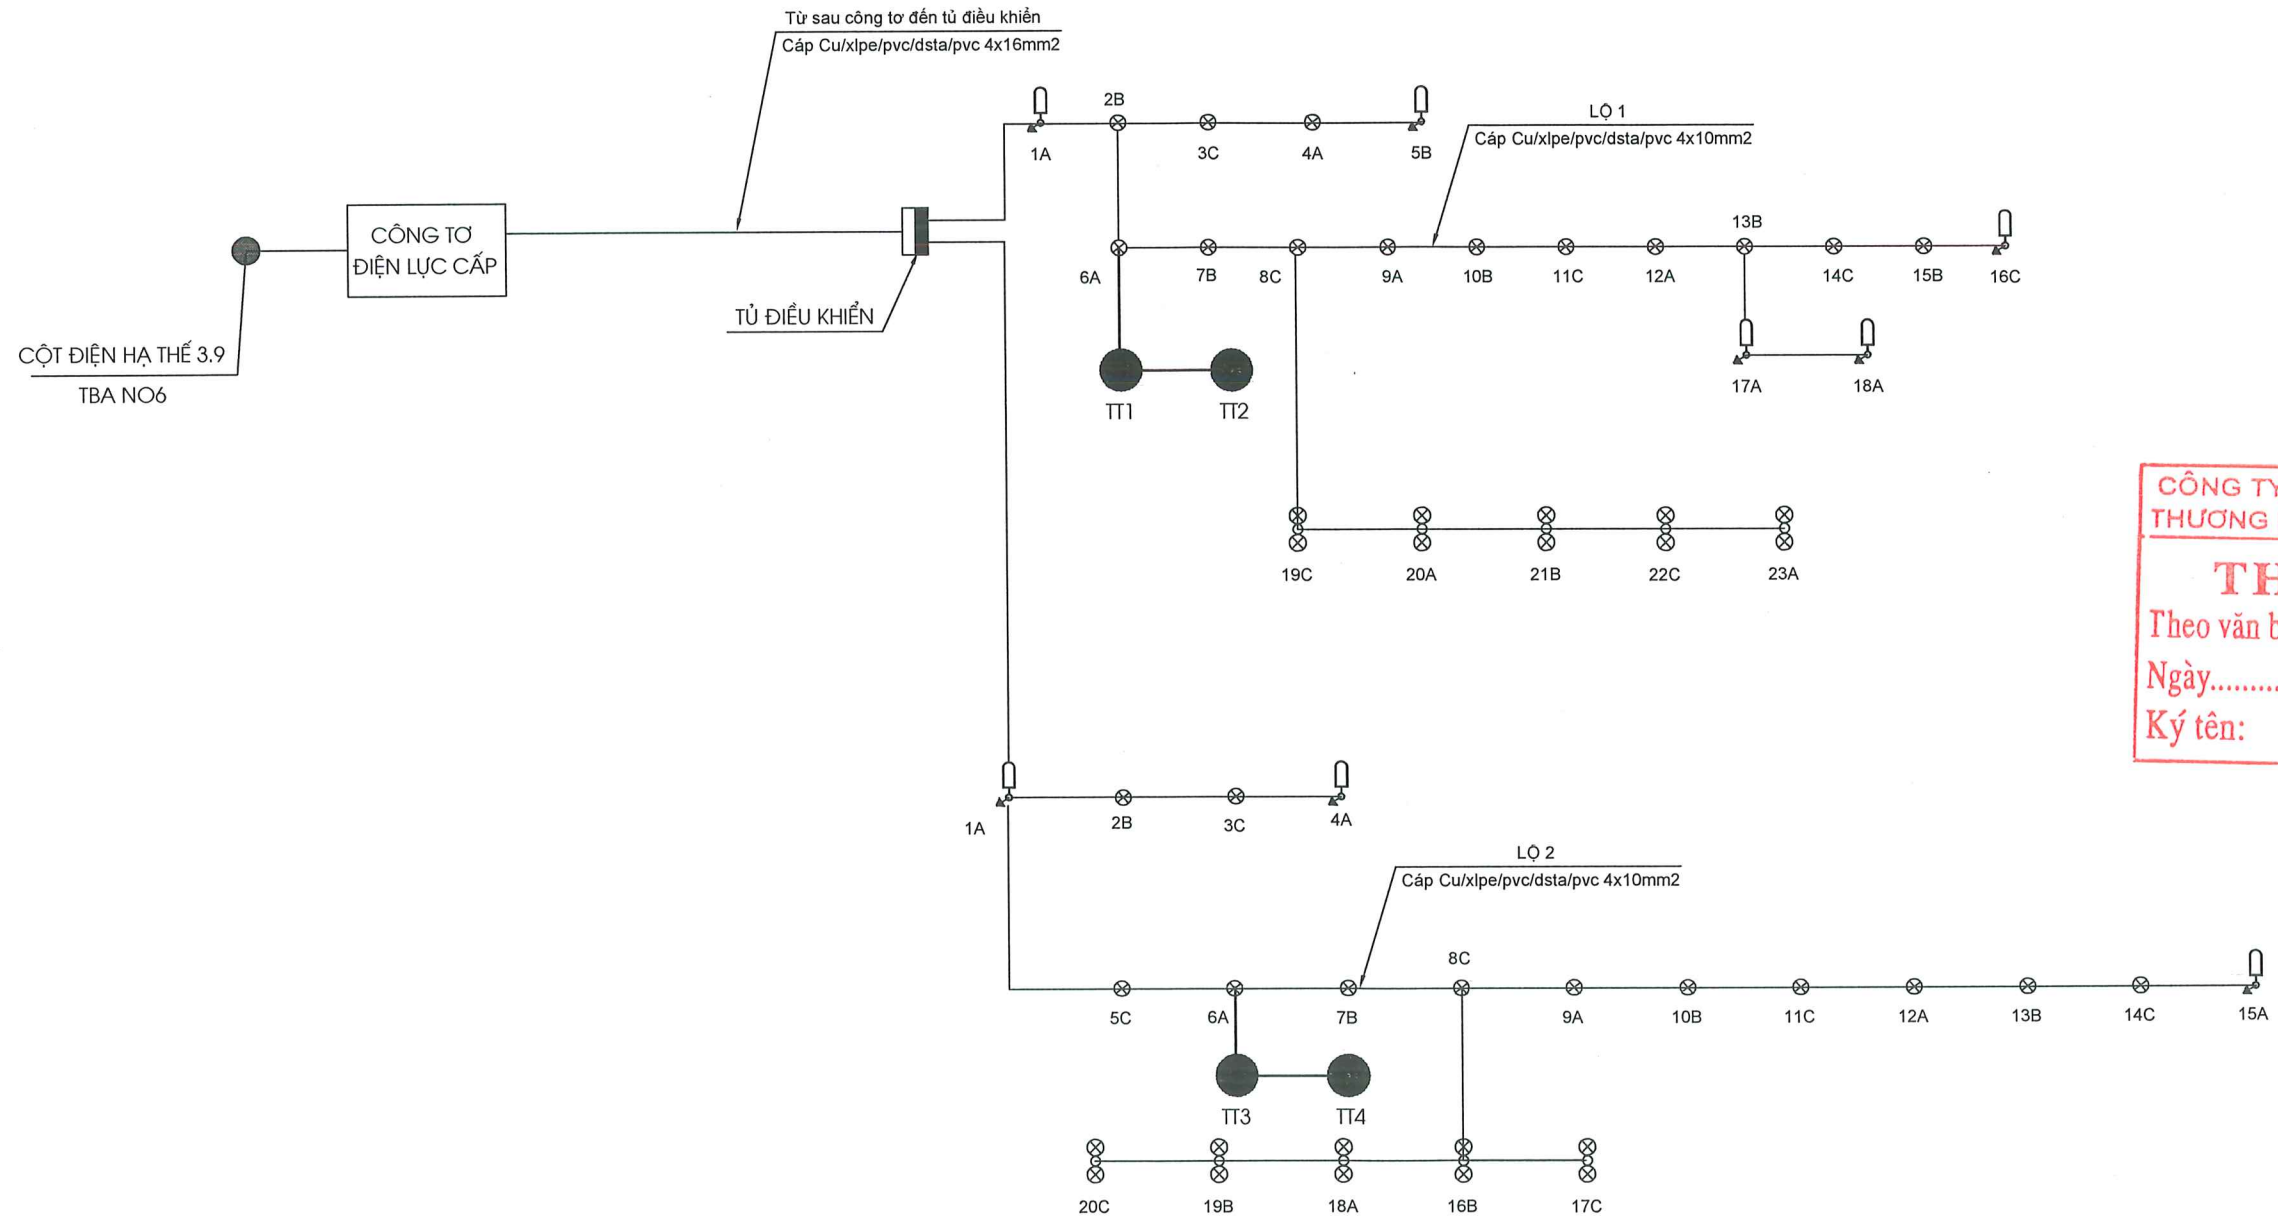 Từ sau công tơ đến tủ điều khiển
Cáp Cu/xlpe/pvc/dsta/pvc 4x16mm2
2B
1A
3C
4A
5B
LỘ 1
Cáp Cu/xlpe/pvc/dsta/pvc 4x10mm2
CÔNG TƠ
ĐIỆN LỰC CẤP
13B
6A
7B
8C
9A
10B
11C
12A
14C
15B
16C
TỦ ĐIỀU KHIỂN
CỘT ĐIỆN HẠ THẾ 3.9
TBA NO6
17A
18A
TT1
TT2
19C
20A
21B
22C
23A
CÔNG TY
THƯƠNG
TH
Theo văn b
Ngày..........
Ký tên:
1A
2B
3C
4A
LỘ 2
Cáp Cu/xlpe/pvc/dsta/pvc 4x10mm2
8C
5C
6A
7B
9A
10B
11C
12A
13B
14C
15A
TT3
TT4
20C
19B
18A
16B
17C